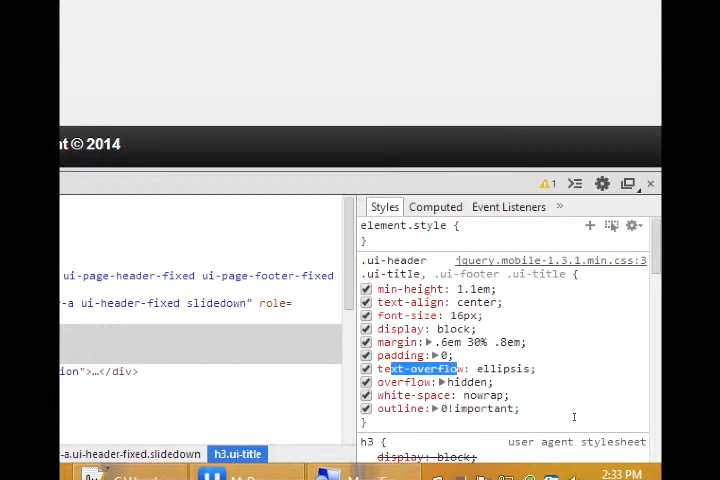 nt © 2014
1
Styles Computed Event Listeners »
element.style {
}
.ui-header jquery.mobile-1.3.1.min.css:3
.ui-title, .ui-footer .ui-title {
min-height: 1.1em;
text-align: center;
font-size: 16px;
display: block;
margin: .6em 30% .8em;
padding: 0;
text-overflow: ellipsis;
overflow: hidden;
white-space: nowrap;
outline: 0!important;
}
h3 { user agent stylesheet
display: block;
ui-page-header-fixed ui-page-footer-fixed
-a ui-header-fixed slidedown" role=
ion">…</div>
-a.ui-header-fixed.slidedown h3.ui-title
2:33 PM